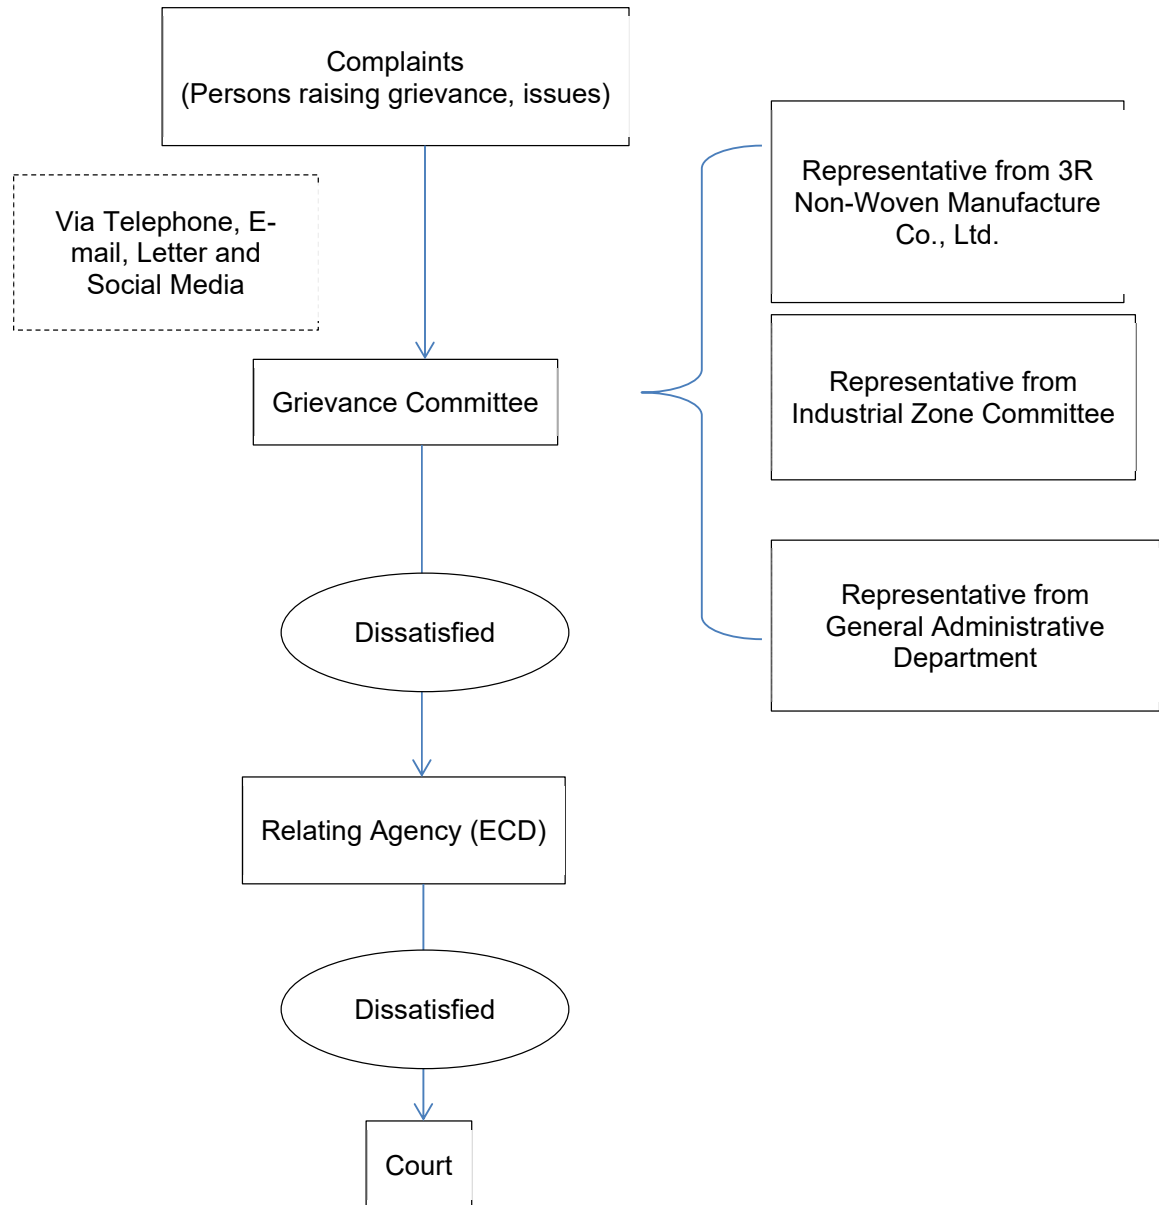 Complaints
(Persons raising grievance, issues)
Via Telephone, E-
mail, Letter and
Social Media
Grievance Committee
Representative from 3R
Non-Woven Manufacture
Co., Ltd.
Representative from
Industrial Zone Committee
Representative from
General Administrative
Department
Dissatisfied
Relating Agency (ECD)
Dissatisfied
Court